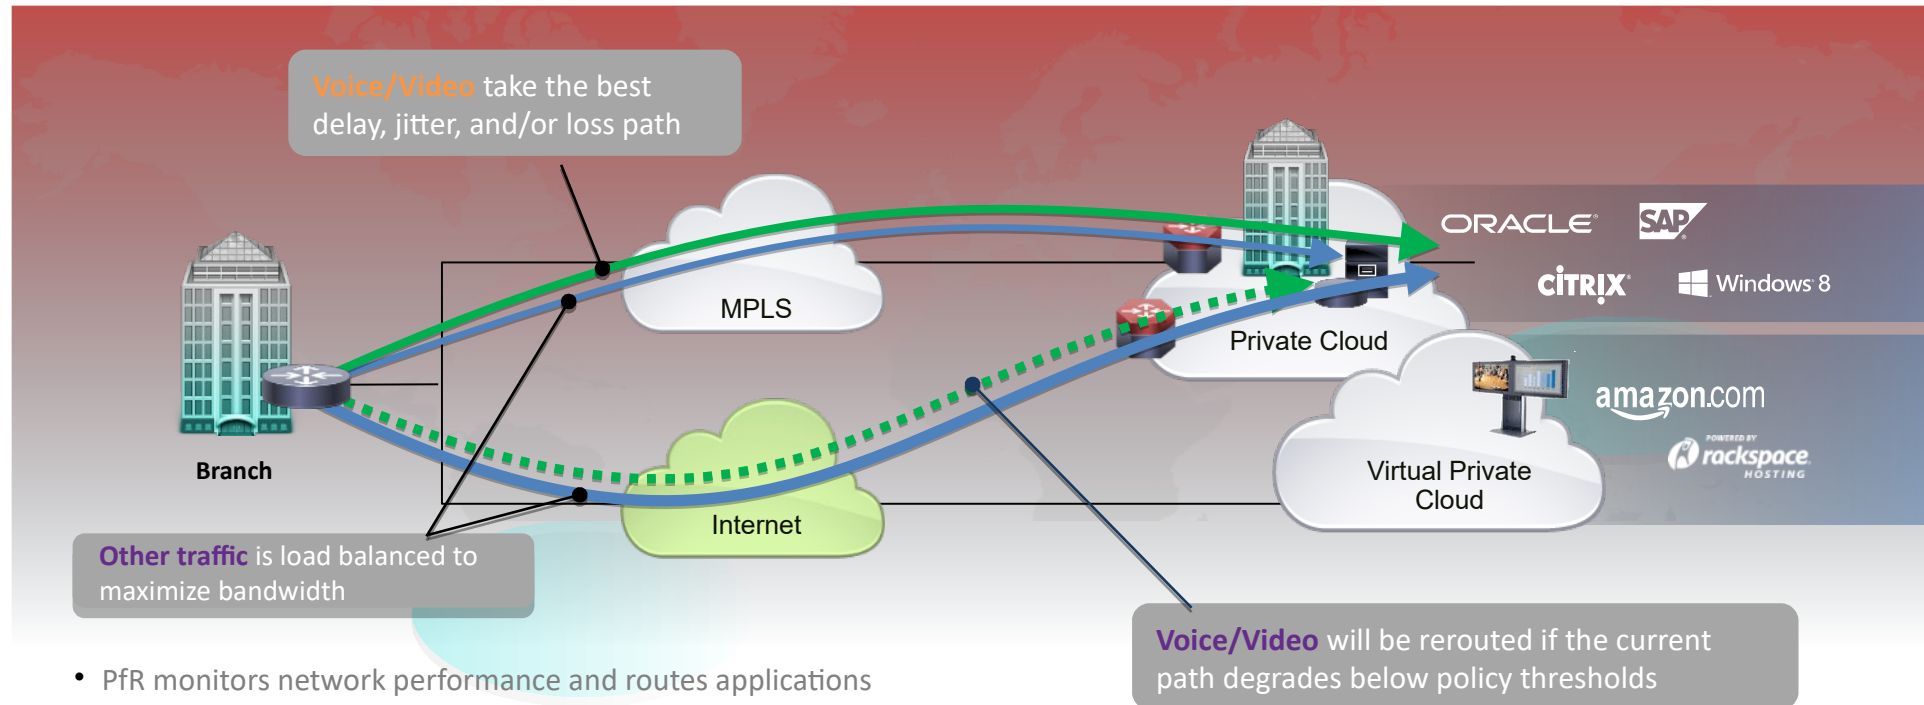 Voice/Video take the best
delay, jitter, and/or loss path
ORACLE®
SAP®
CITRIX®
Windows 8
MPLS
Private Cloud
amazon.com
POWERED BY
rackspace.
HOSTING
Branch
Virtual Private
Cloud
Internet
Other traffic is load balanced to
maximize bandwidth
Voice/Video will be rerouted if the current
path degrades below policy thresholds
• PfR monitors network performance and routes applications